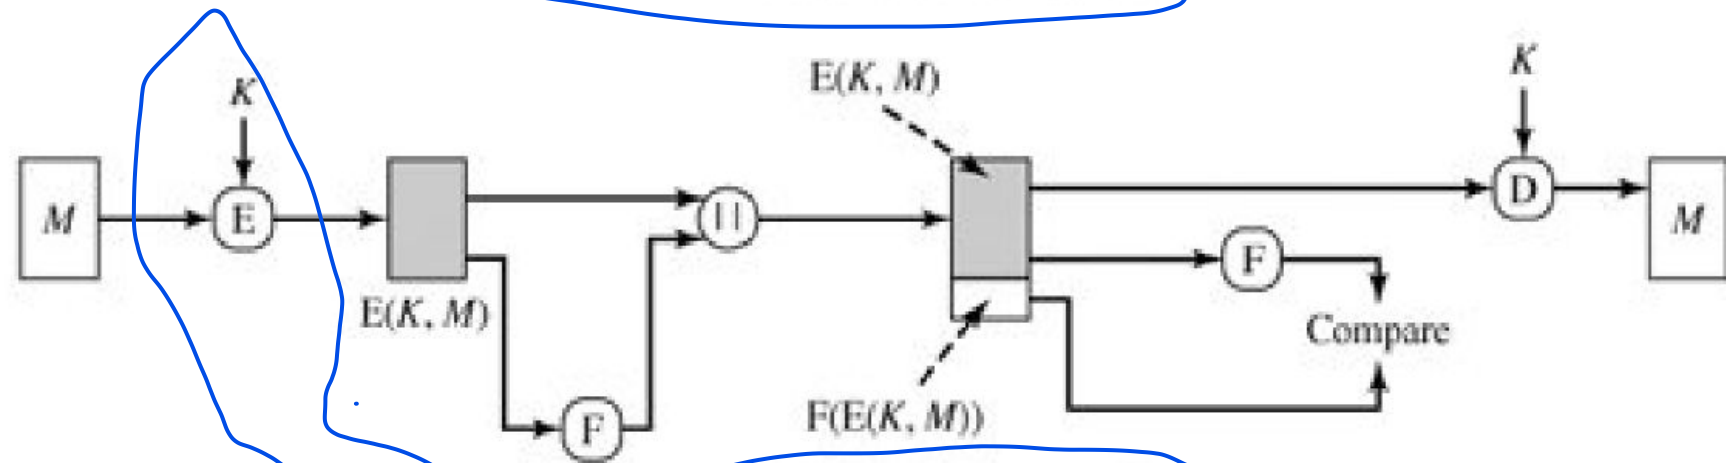 K
E(K, M)
K
M
E
||
D
M
F
E(K, M)
Compare
F(E(K, M))
F